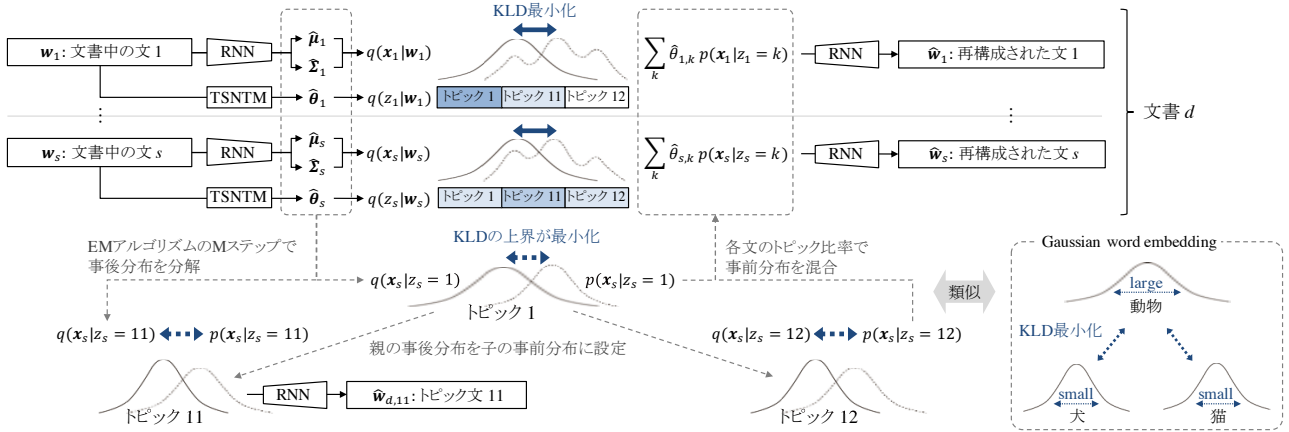 KLD最小化
w₁: 文書中の文 1
RNN
μ̂₁
Σ̂₁
q(x₁|w₁)
∑ₖ θ̂₁,ₖ p(x₁|z₁ = k)
RNN
ŵ₁: 再構成された文 1
TSNTM
θ̂₁
q(z₁|w₁)
トピック 1
トピック 11
トピック 12
文書 d
⋮
⋮
wₛ: 文書中の文 s
RNN
μ̂ₛ
Σ̂ₛ
q(xₛ|wₛ)
∑ₖ θ̂ₛ,ₖ p(xₛ|zₛ = k)
RNN
ŵₛ: 再構成された文 s
TSNTM
θ̂ₛ
q(zₛ|wₛ)
トピック 1
トピック 11
トピック 12
EMアルゴリズムのMステップで
事後分布を分解
KLDの上界が最小化
各文のトピック比率で
事前分布を混合
q(xₛ|zₛ = 1)
p(xₛ|zₛ = 1)
トピック 1
q(xₛ|zₛ = 11)
p(xₛ|zₛ = 11)
q(xₛ|zₛ = 12)
p(xₛ|zₛ = 12)
親の事後分布を子の事前分布に設定
トピック 11
RNN
ŵd,₁₁: トピック文 11
トピック 12
類似
Gaussian word embedding
large
動物
KLD最小化
small
犬
small
猫